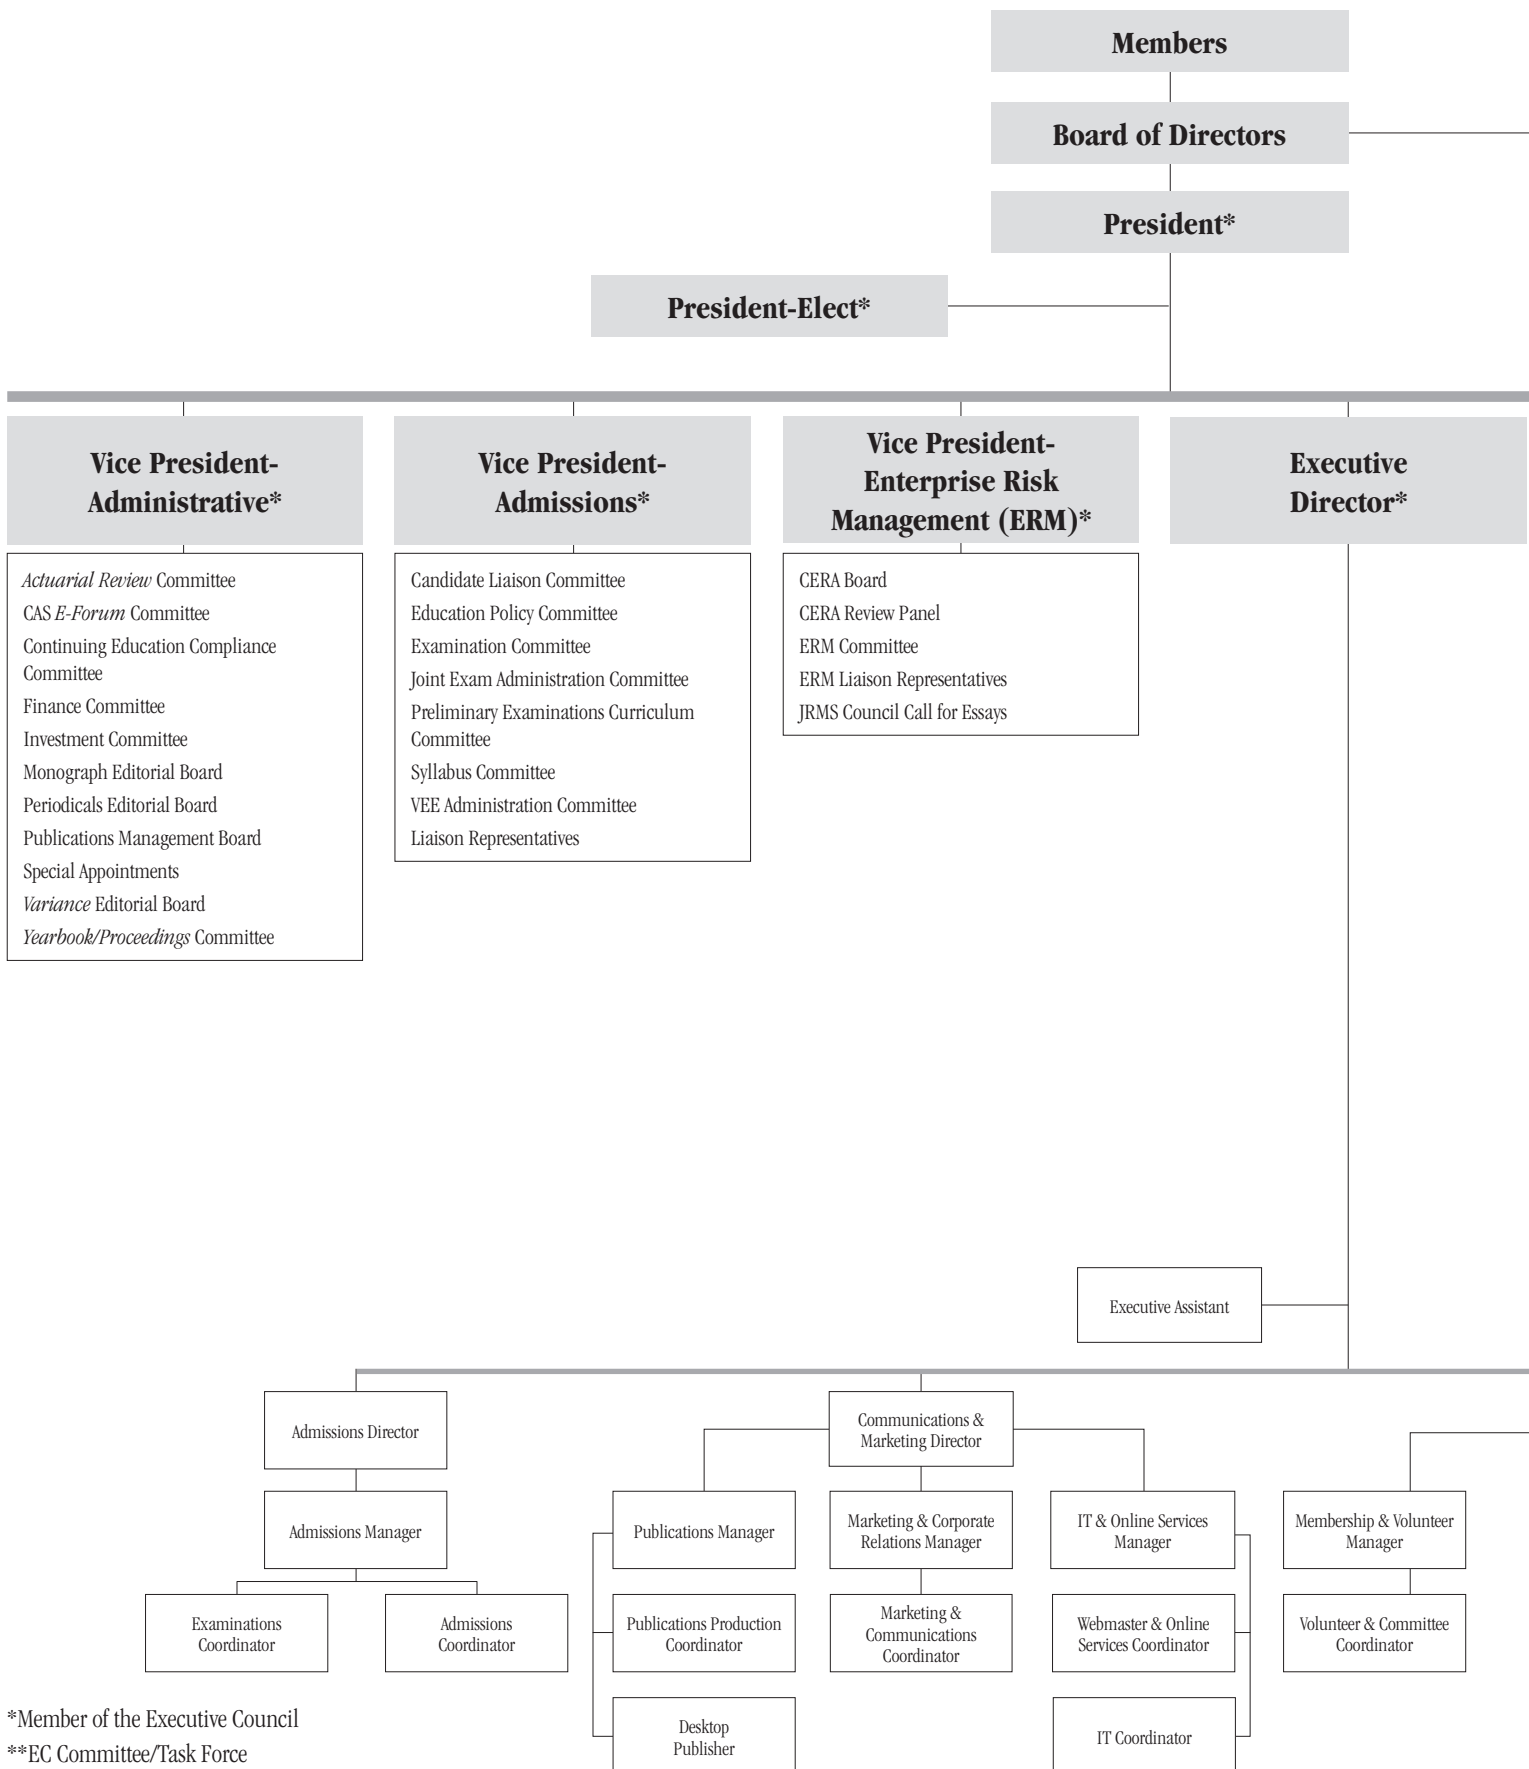 Members
Board of Directors
President*
President-Elect*
Vice President-
Administrative*
Actuarial Review Committee
CAS E-Forum Committee
Continuing Education Compliance
Committee
Finance Committee
Investment Committee
Monograph Editorial Board
Periodicals Editorial Board
Publications Management Board
Special Appointments
Variance Editorial Board
Yearbook/Proceedings Committee
Vice President-
Admissions*
Candidate Liaison Committee
Education Policy Committee
Examination Committee
Joint Exam Administration Committee
Preliminary Examinations Curriculum
Committee
Syllabus Committee
VEE Administration Committee
Liaison Representatives
Vice President-
Enterprise Risk
Management (ERM)*
CERA Board
CERA Review Panel
ERM Committee
ERM Liaison Representatives
JRMS Council Call for Essays
Executive
Director*
Executive Assistant
Admissions Director
Admissions Manager
Examinations
Coordinator
Admissions
Coordinator
Communications &
Marketing Director
Publications Manager
Publications Production
Coordinator
Desktop
Publisher
Marketing & Corporate
Relations Manager
Marketing &
Communications
Coordinator
IT & Online Services
Manager
Webmaster & Online
Services Coordinator
IT Coordinator
Membership & Volunteer
Manager
Volunteer & Committee
Coordinator
*Member of the Executive Council
**EC Committee/Task Force